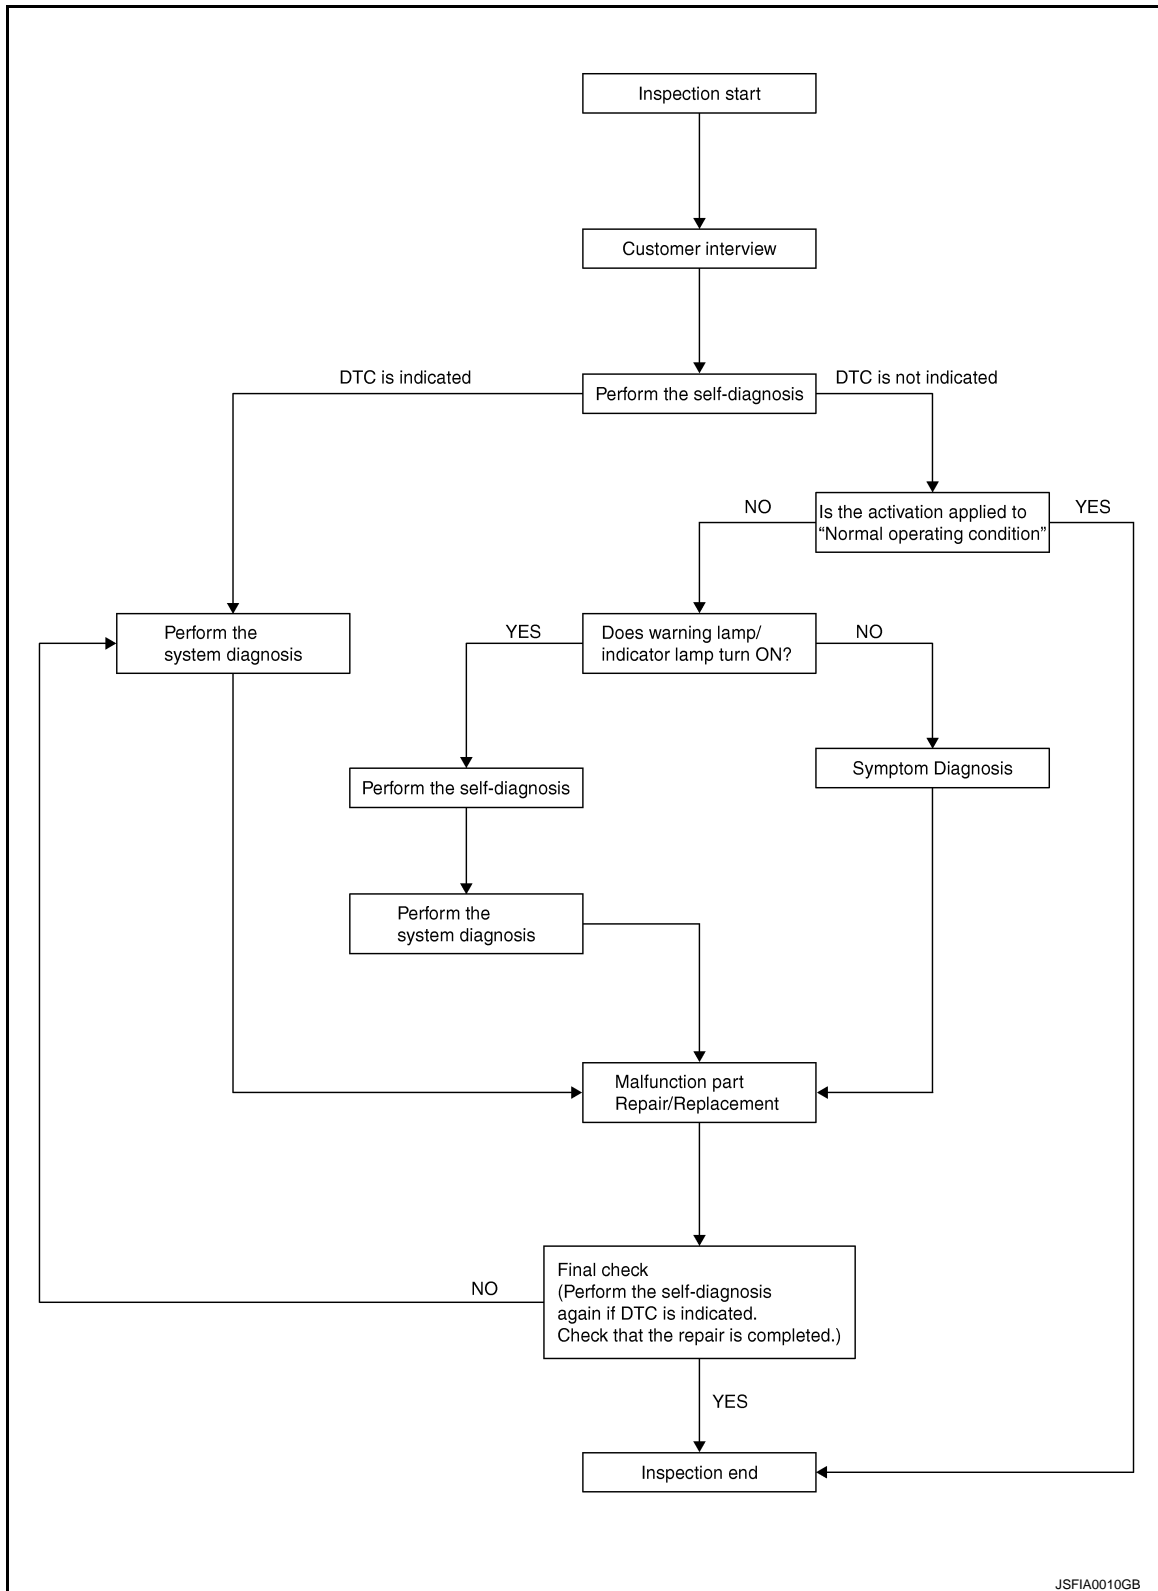 Inspection start
Customer interview
DTC is indicated
DTC is not indicated
Perform the self-diagnosis
NO
Is the activation applied to
“Normal operating condition”
YES
Perform the
system diagnosis
YES
Does warning lamp/
indicator lamp turn ON?
NO
Perform the self-diagnosis
Symptom Diagnosis
Perform the
system diagnosis
Malfunction part
Repair/Replacement
NO
Final check
(Perform the self-diagnosis
again if DTC is indicated.
Check that the repair is completed.)
YES
Inspection end
JSFIA0010GB